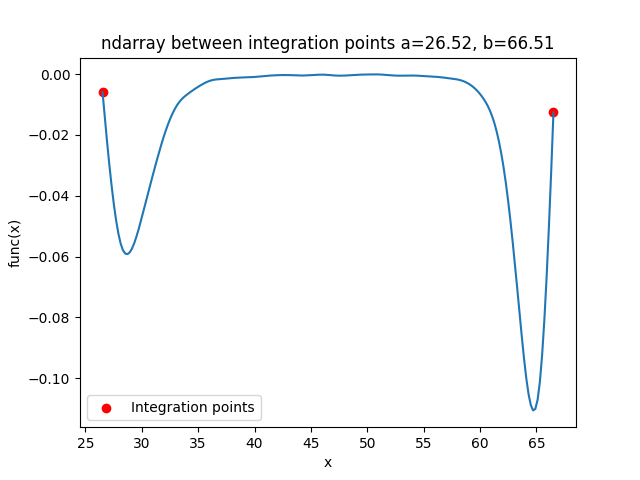 ndarray between integration points a=26.52, b=66.51
0.00
−0.02
−0.04
−0.06
−0.08
−0.10
func(x)
Integration points
25 30 35 40 45 50 55 60 65
x